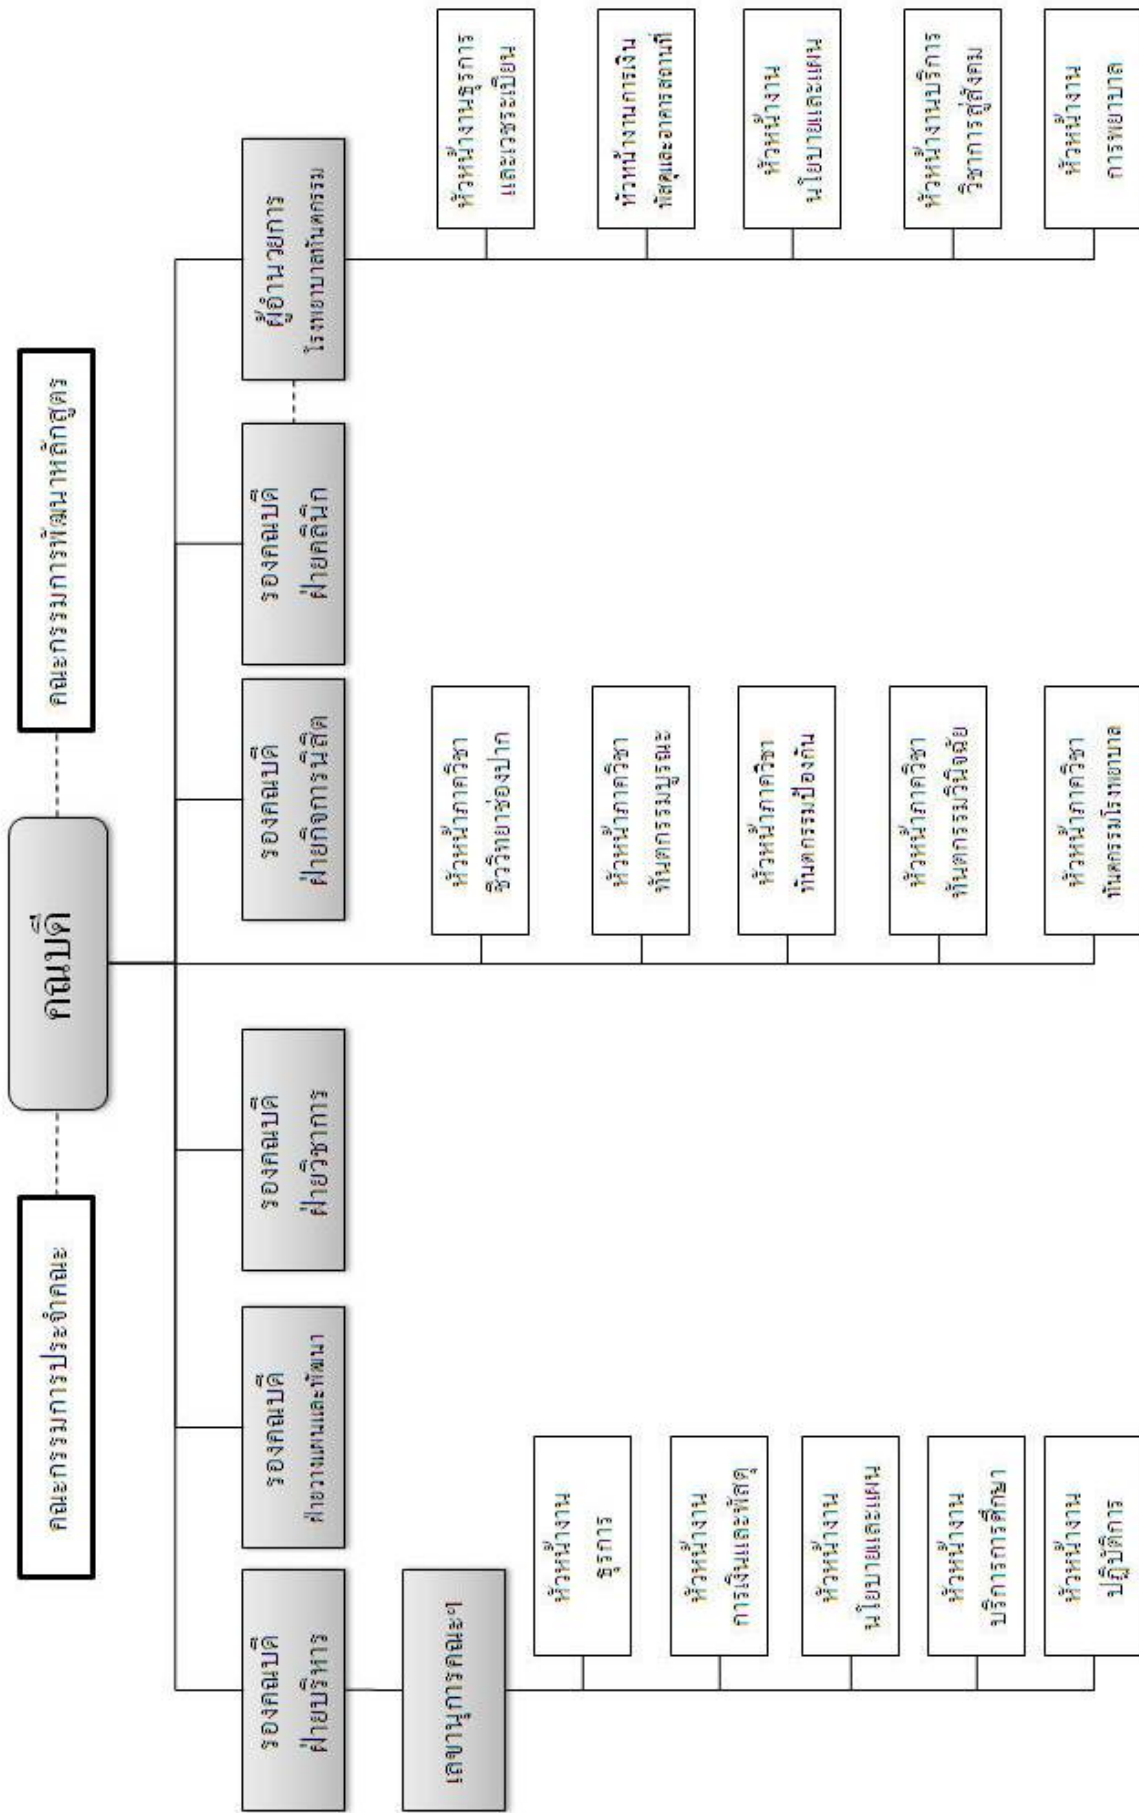 คณบดี
คณะกรรมการประจำคณะ
คณะกรรมการพัฒนาหลักสูตร
รองคณบดี
ฝ่ายบริหาร
รองคณบดี
ฝ่ายวางแผนและพัฒนา
รองคณบดี
ฝ่ายวิชาการ
รองคณบดี
ฝ่ายกิจการนิสิต
รองคณบดี
ฝ่ายคลินิก
ผู้อำนวยการ
โรงพยาบาลทันตกรรม
เลขานุการคณะฯ
หัวหน้างาน
ธุรการ
หัวหน้างาน
การเงินและพัสดุ
หัวหน้างาน
นโยบายและแผน
หัวหน้างาน
บริการการศึกษา
หัวหน้างาน
ปฏิบัติการ
หัวหน้าภาควิชา
ชีววิทยาช่องปาก
หัวหน้าภาควิชา
ทันตกรรมบูรณะ
หัวหน้าภาควิชา
ทันตกรรมป้องกัน
หัวหน้าภาควิชา
ทันตกรรมวินิจฉัย
หัวหน้าภาควิชา
ทันตกรรมโรงพยาบาล
หัวหน้างานธุรการ
และเวชระเบียน
หัวหน้างานการเงิน
พัสดุและอาคารสถานที่
หัวหน้างาน
นโยบายและแผน
หัวหน้างานบริการ
วิชาการสู่สังคม
หัวหน้างาน
การพยาบาล